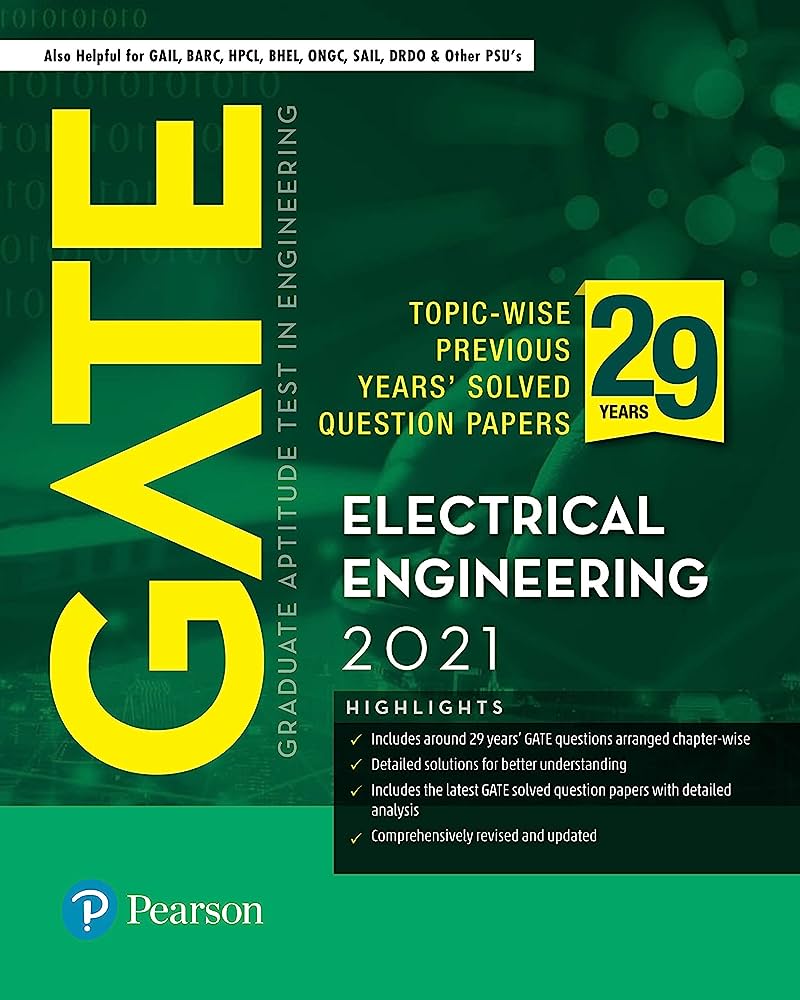 Also Helpful for GAIL, BARC, HPCL, BHEL, ONGC, SAIL, DRDO & Other PSU's
GATE
GRADUATE APTITUDE TEST IN ENGINEERING
TOPIC-WISE
PREVIOUS
YEARS' SOLVED
QUESTION PAPERS
29
YEARS
ELECTRICAL
ENGINEERING
2021
HIGHLIGHTS
✓ Includes around 29 years' GATE questions arranged chapter-wise
✓ Detailed solutions for better understanding
✓ Includes the latest GATE solved question papers with detailed
analysis
✓ Comprehensively revised and updated
P Pearson